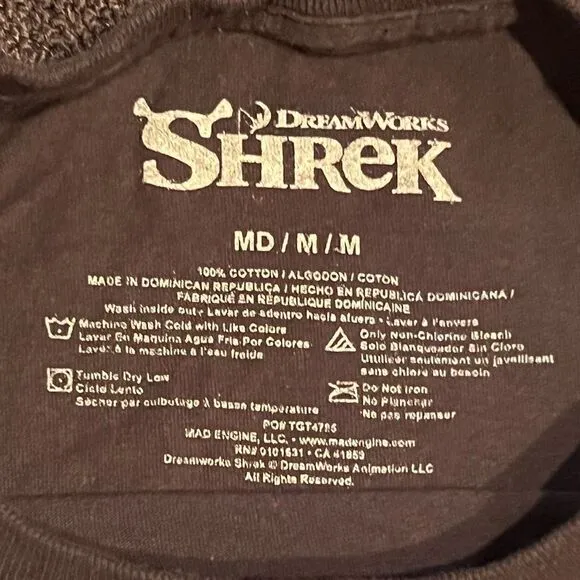 DREAMWORKS
SHREK
MD / M / M
100% COTTON / ALGODON / COTON
MADE IN DOMINICAN REPUBLICA / HECHO EN REPUBLICA DOMINICANA /
FABRIQUÉ EN RÉPUBLIQUE DOMINICAINE
Wash inside out - Lavar de adentro hacia afuera - Laver à l'envers
Machine Wash Cold with Like Colors
Lavar En Maquina Agua Fria Por Colores
Laver à la machine à l'eau froide
Only Non-Chlorine Bleach
Solo Blanqueador Sin Cloro
Utuliser seulement un javellisant
sans chlore au besoin
Tumble Dry Low
Ciclo Lento
Sécher par culbutage à basse température
Do Not Iron
No Planchar
Ne pas repasser
PO# TGT4785
MAD ENGINE, LLC. • www.madengine.com
RN# 0101631 • CA 41853
Dreamworks Shrek © DreamWorks Animation LLC
All Rights Reserved.